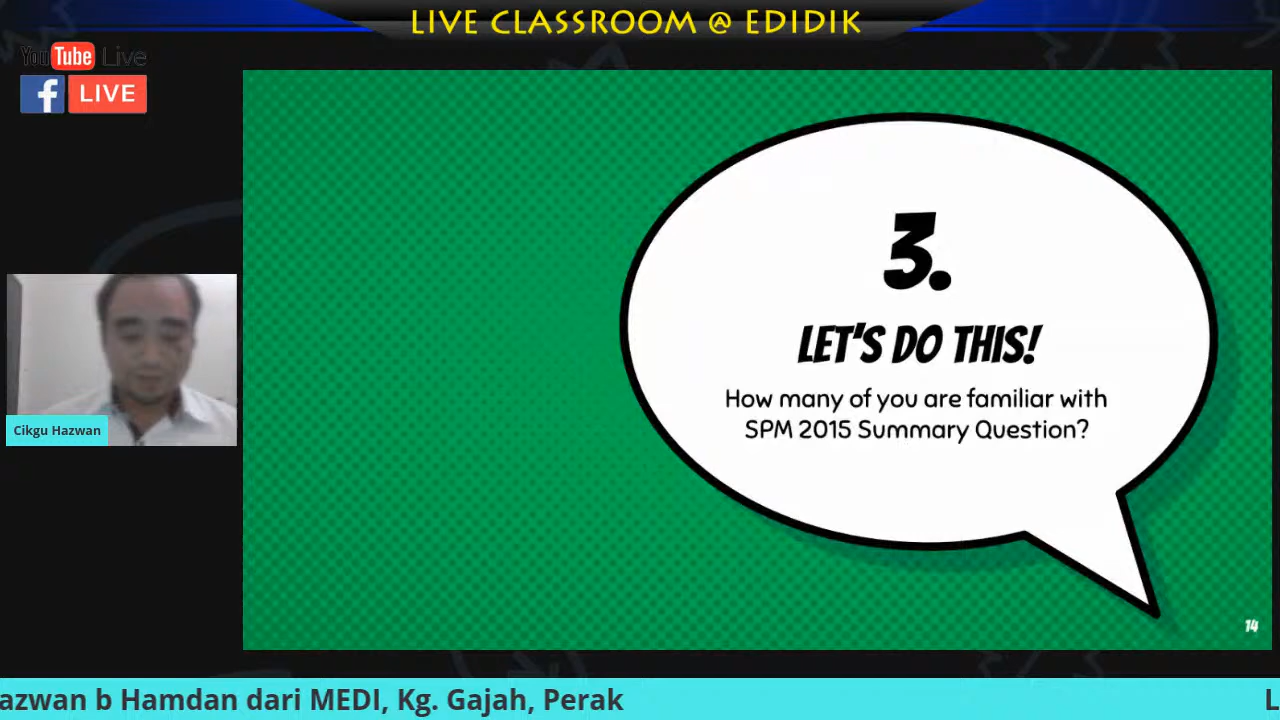 LIVE CLASSROOM @ EDIDIK
YouTube Live
f LIVE
3.
LET'S DO THIS!
How many of you are familiar with
SPM 2015 Summary Question?
Cikgu Hazwan
14
azwan b Hamdan dari MEDI, Kg. Gajah, Perak
L